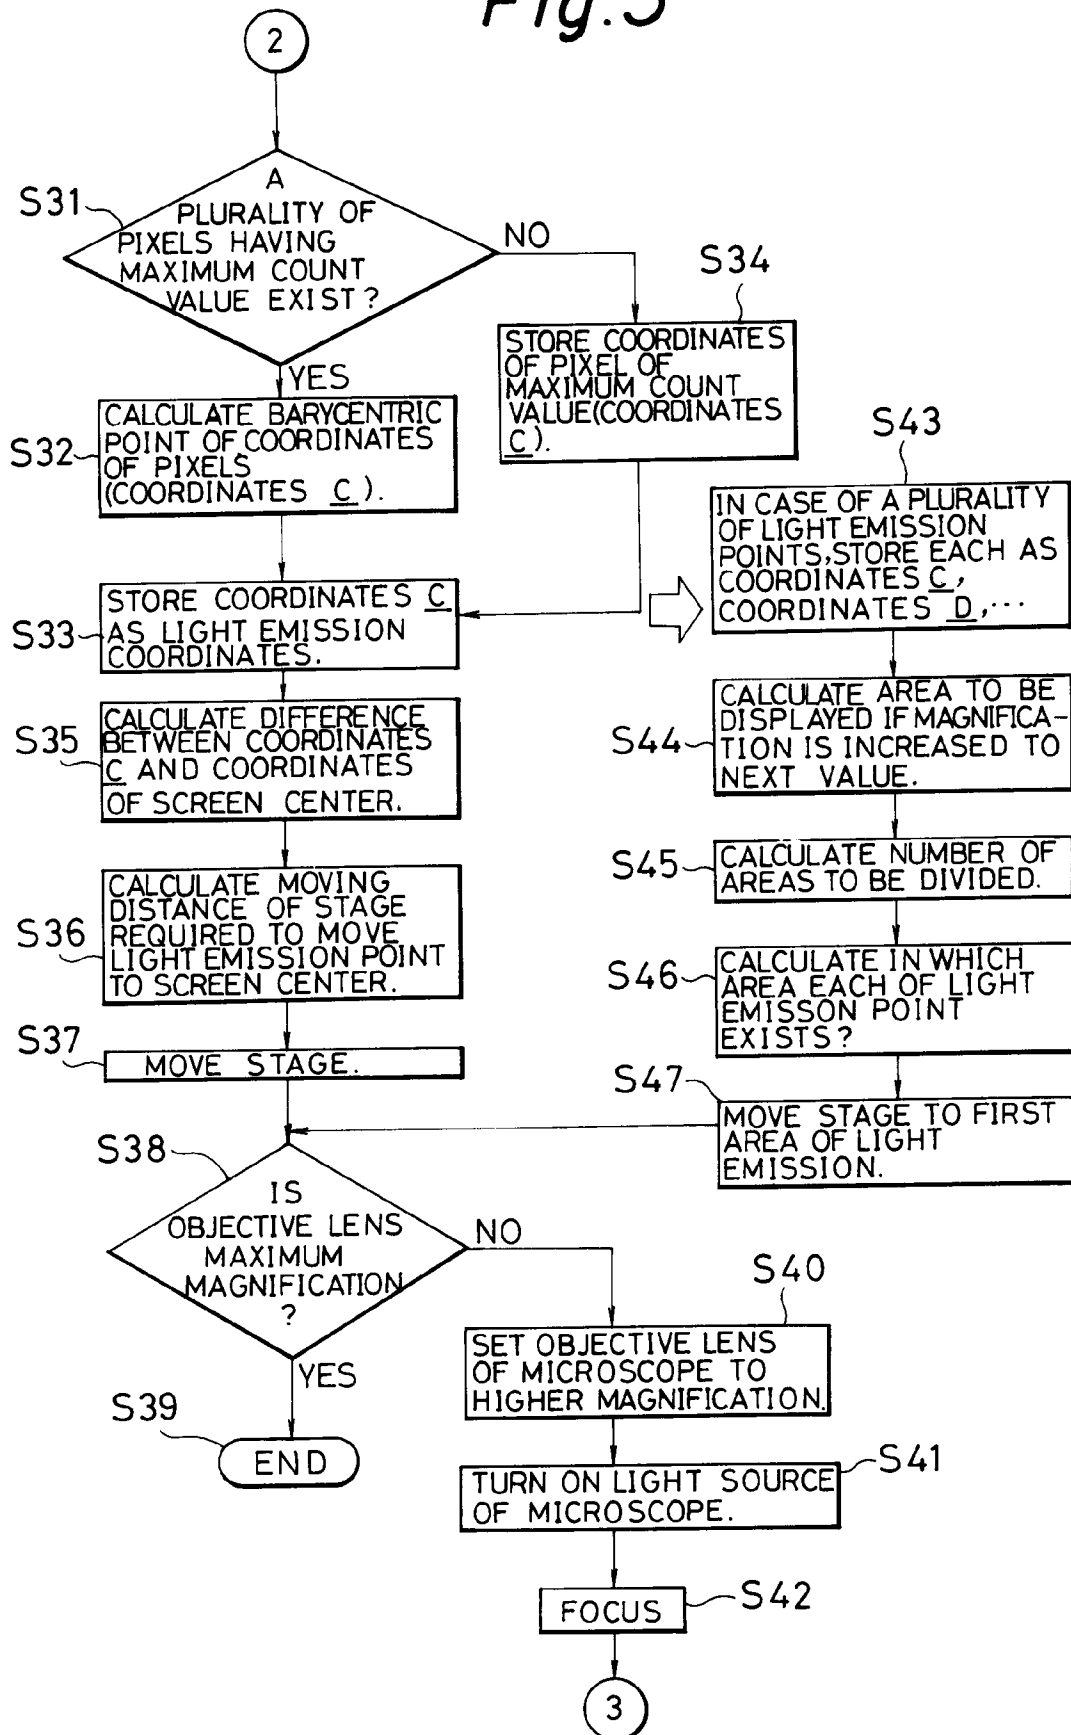 Fig.5
2
S31
A
PLURALITY OF
PIXELS HAVING
MAXIMUM COUNT
VALUE EXIST?
NO
YES
S34
STORE COORDINATES
OF PIXEL OF
MAXIMUM COUNT
VALUE(COORDINATES
C).
S32
CALCULATE BARYCENTRIC
POINT OF COORDINATES
OF PIXELS
(COORDINATES C).
S33
STORE COORDINATES C
AS LIGHT EMISSION
COORDINATES.
S35
CALCULATE DIFFERENCE
BETWEEN COORDINATES
C AND COORDINATES
OF SCREEN CENTER.
S36
CALCULATE MOVING
DISTANCE OF STAGE
REQUIRED TO MOVE
LIGHT EMISSION POINT
TO SCREEN CENTER.
S37
MOVE STAGE.
S43
IN CASE OF A PLURALITY
OF LIGHT EMISSION
POINTS, STORE EACH AS
COORDINATES C,
COORDINATES D, ...
S44
CALCULATE AREA TO BE
DISPLAYED IF MAGNIFICA-
TION IS INCREASED TO
NEXT VALUE.
S45
CALCULATE NUMBER OF
AREAS TO BE DIVIDED.
S46
CALCULATE IN WHICH
AREA EACH OF LIGHT
EMISSON POINT
EXISTS?
S47
MOVE STAGE TO FIRST
AREA OF LIGHT
EMISSION.
S38
IS
OBJECTIVE LENS
MAXIMUM
MAGNIFICATION
?
NO
YES
S39
END
S40
SET OBJECTIVE LENS
OF MICROSCOPE TO
HIGHER MAGNIFICATION.
S41
TURN ON LIGHT SOURCE
OF MICROSCOPE.
S42
FOCUS
3